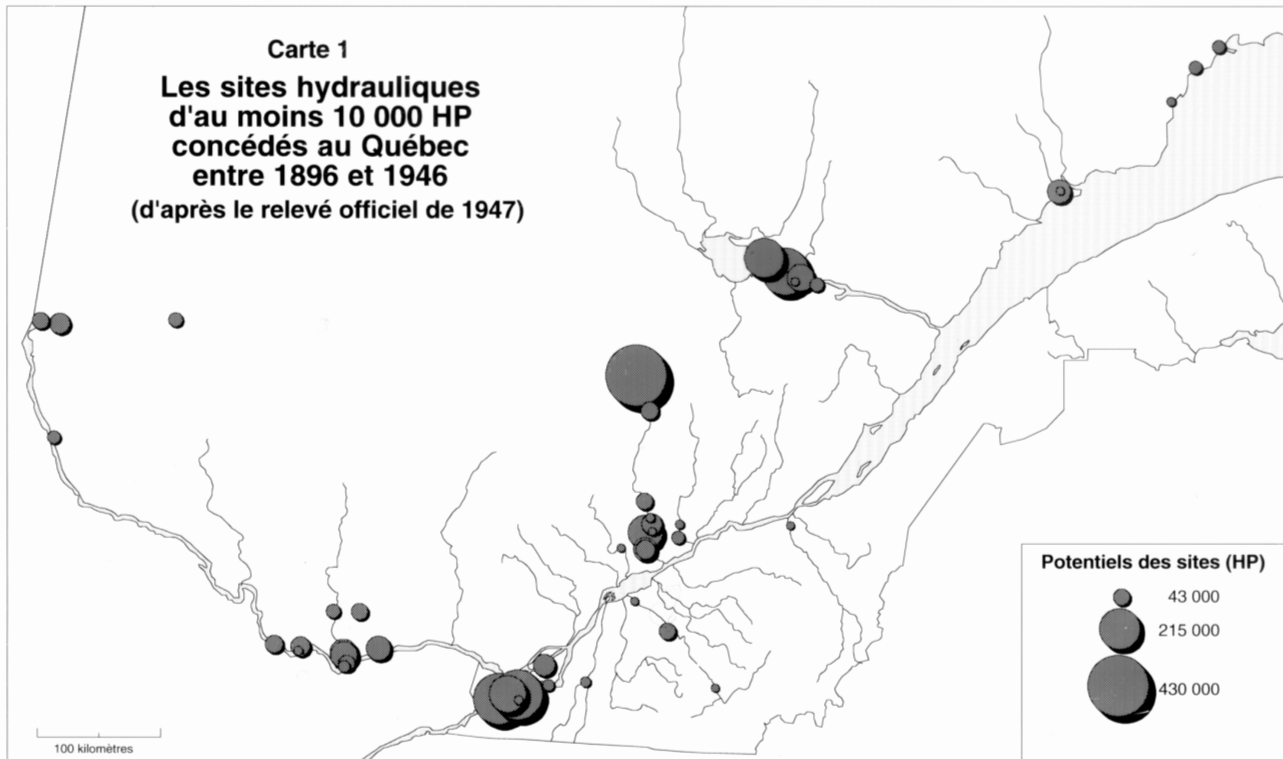 Carte 1
Les sites hydrauliques
d'au moins 10 000 HP
concédés au Québec
entre 1896 et 1946
(d'après le relevé officiel de 1947)
Potentiels des sites (HP)
43 000
215 000
430 000
100 kilomètres